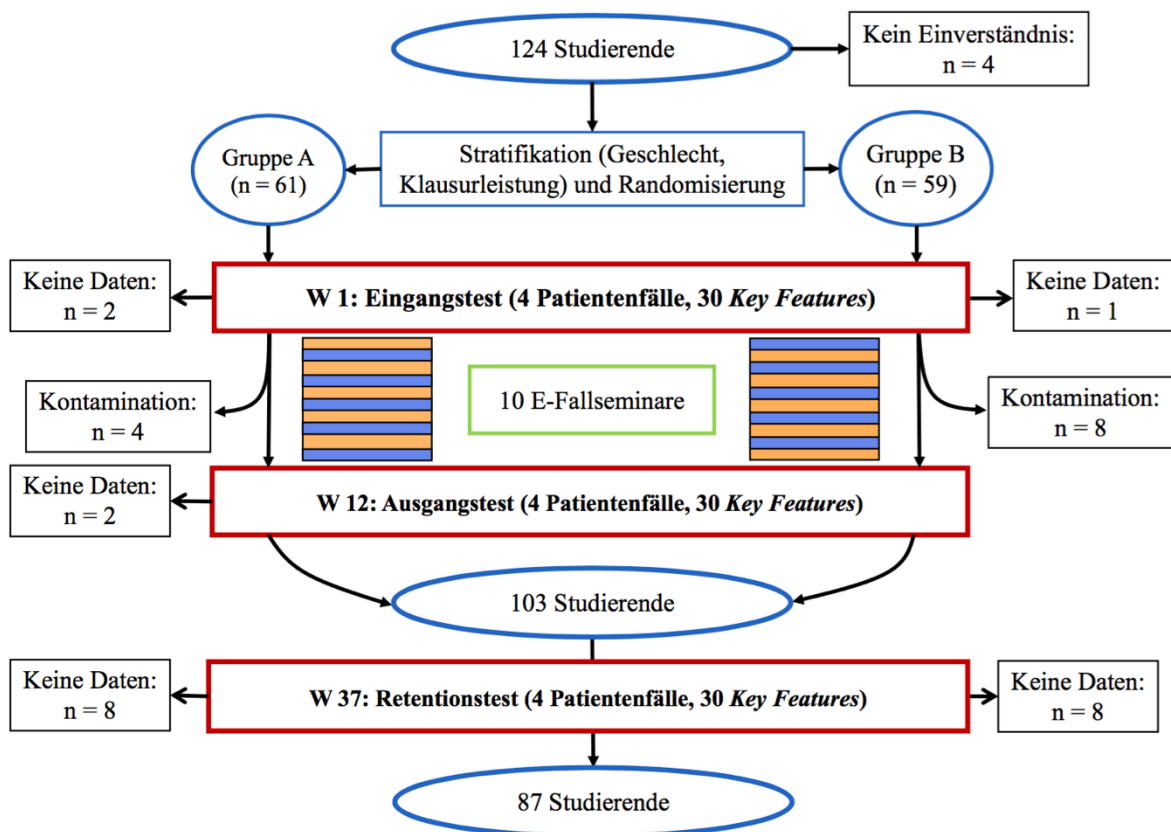 124 Studierende
Kein Einverständnis:
n = 4
Gruppe A
(n = 61)
Stratifikation (Geschlecht,
Klausurleistung) und Randomisierung
Gruppe B
(n = 59)
Keine Daten:
n = 2
W 1: Eingangstest (4 Patientenfälle, 30 Key Features)
Keine Daten:
n = 1
Kontamination:
n = 4
10 E-Fallseminare
Kontamination:
n = 8
Keine Daten:
n = 2
W 12: Ausgangstest (4 Patientenfälle, 30 Key Features)
103 Studierende
Keine Daten:
n = 8
W 37: Retentionstest (4 Patientenfälle, 30 Key Features)
Keine Daten:
n = 8
87 Studierende